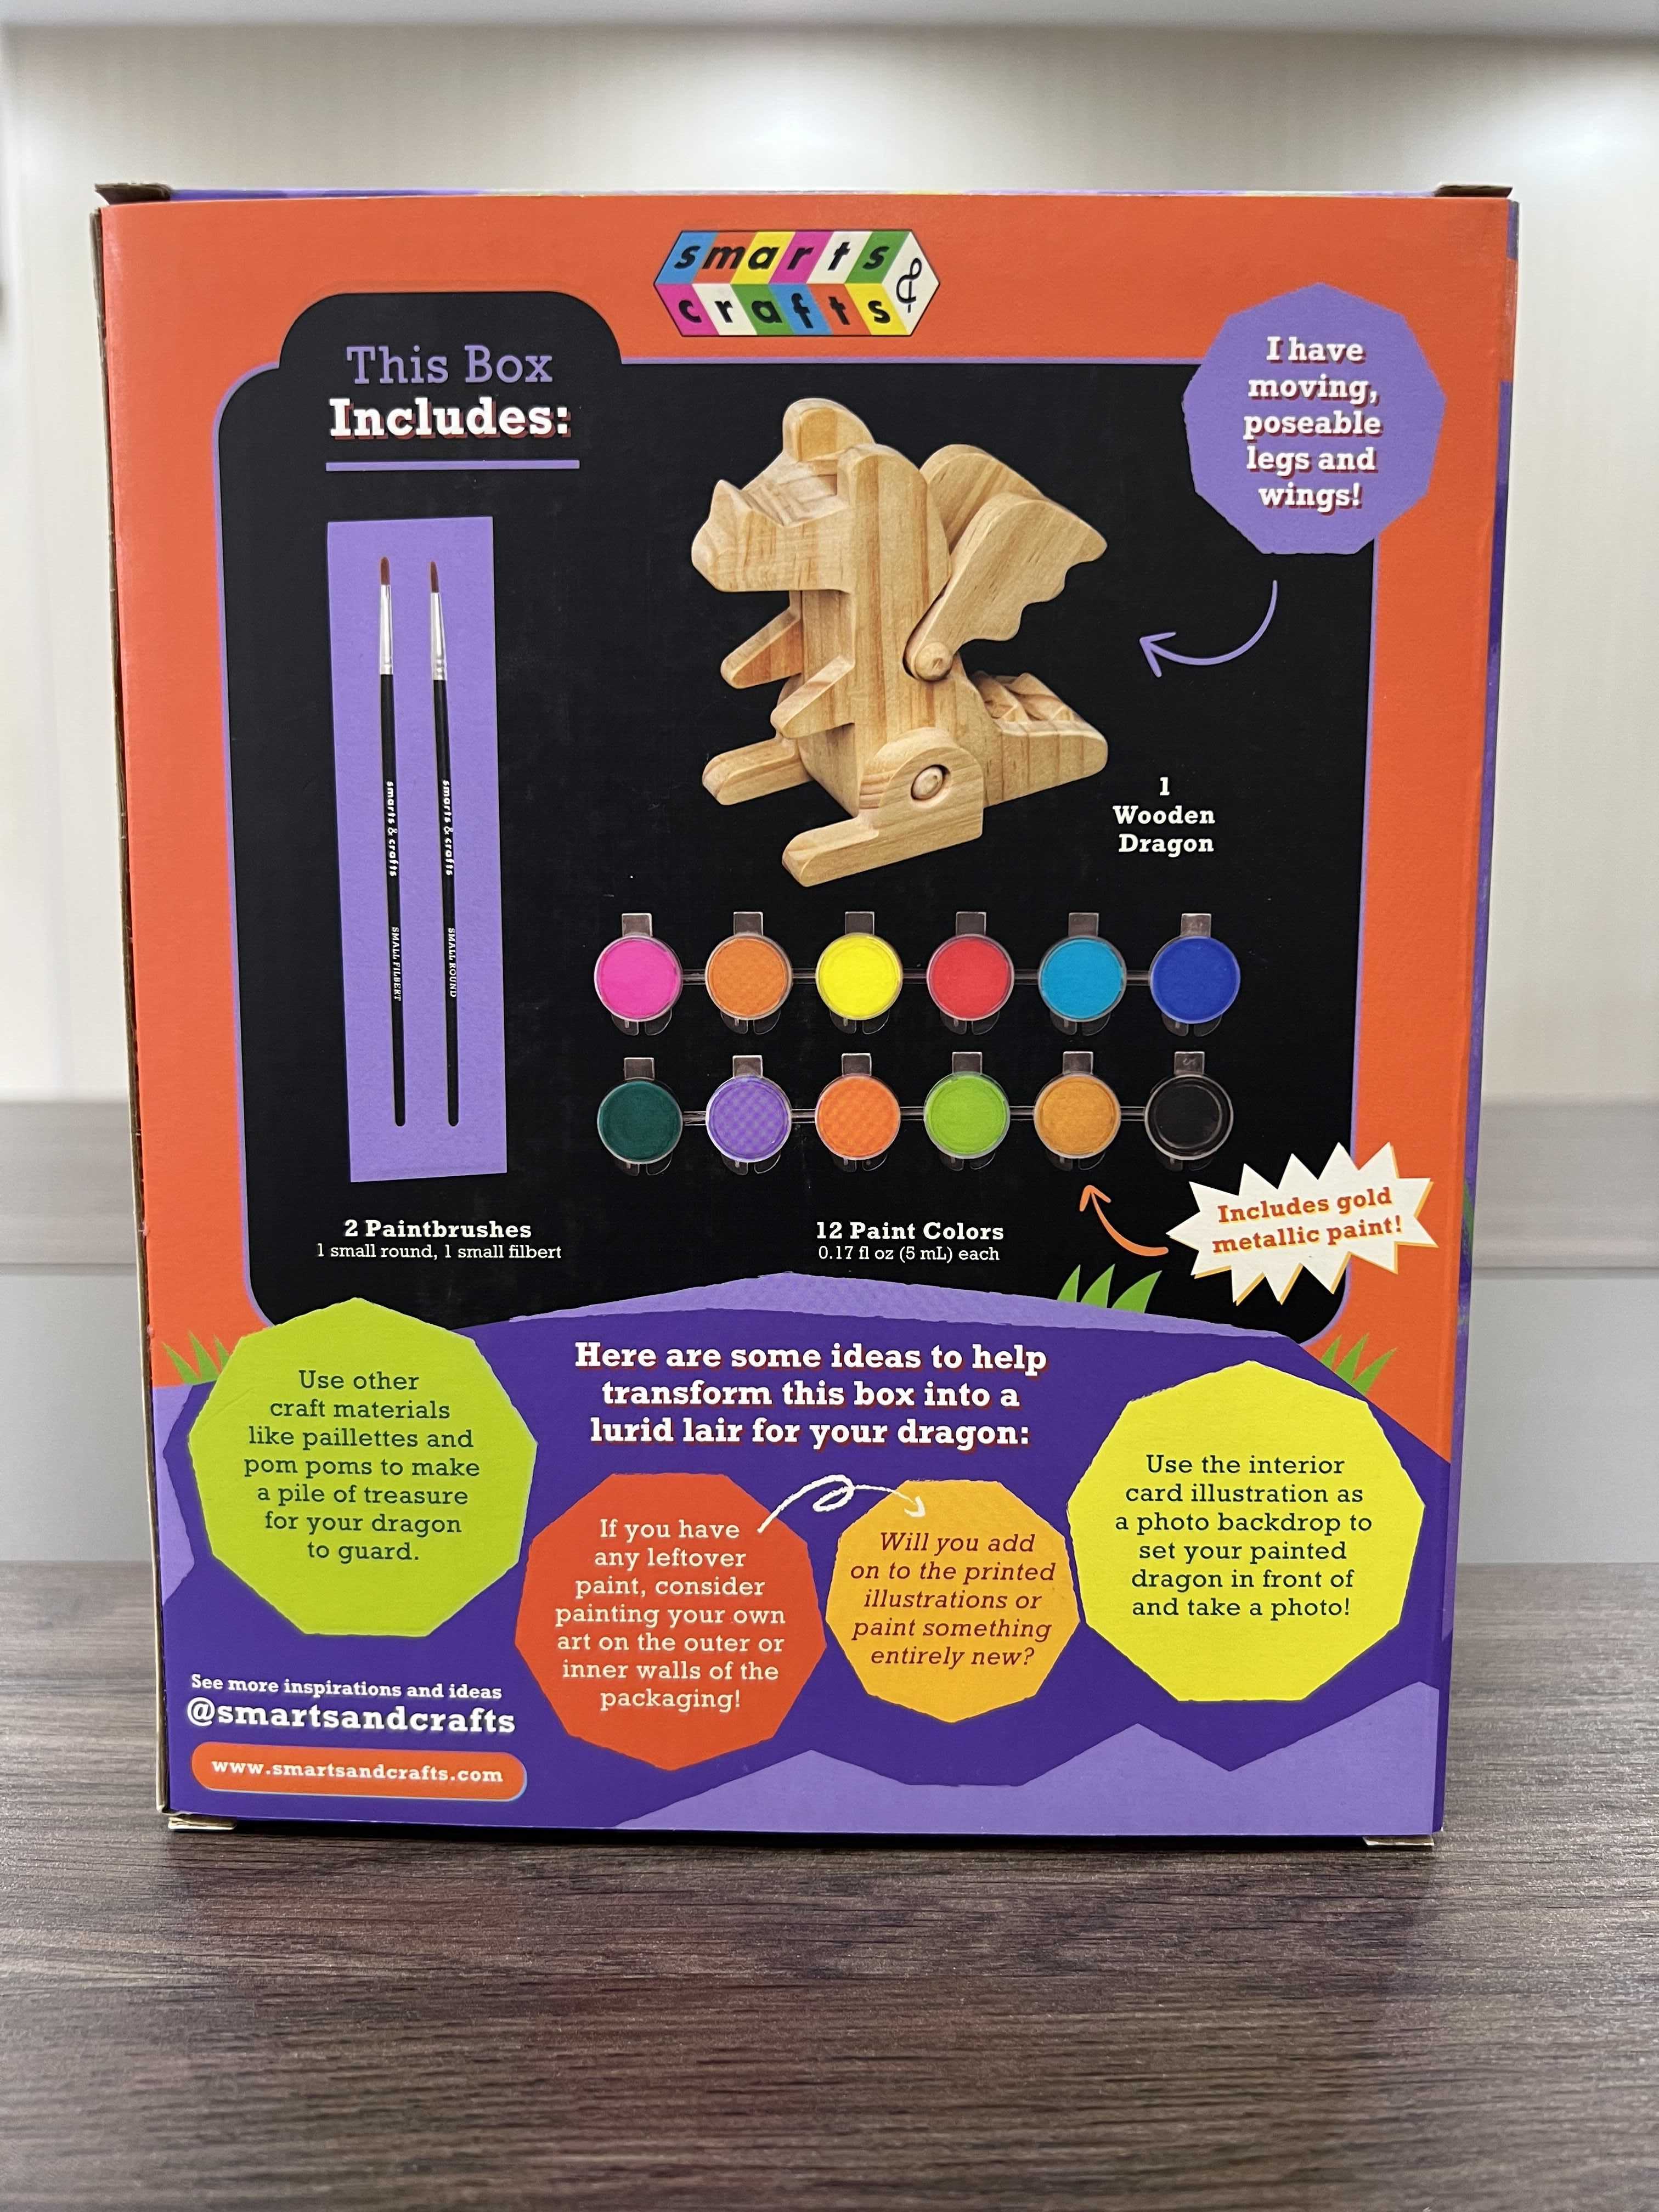 smarts &
crafts
This Box
Includes:
I have
moving,
poseable
legs and
wings!
smarts & crafts SMALL FILBERT
smarts & crafts SMALL ROUND
1
Wooden
Dragon
2 Paintbrushes
1 small round, 1 small filbert
12 Paint Colors
0.17 fl oz (5 mL) each
Includes gold
metallic paint!
Here are some ideas to help
transform this box into a
lurid lair for your dragon:
Use other
craft materials
like paillettes and
pom poms to make
a pile of treasure
for your dragon
to guard.
If you have
any leftover
paint, consider
painting your own
art on the outer or
inner walls of the
packaging!
Will you add
on to the printed
illustrations or
paint something
entirely new?
Use the interior
card illustration as
a photo backdrop to
set your painted
dragon in front of
and take a photo!
See more inspirations and ideas
@smartsandcrafts
www.smartsandcrafts.com